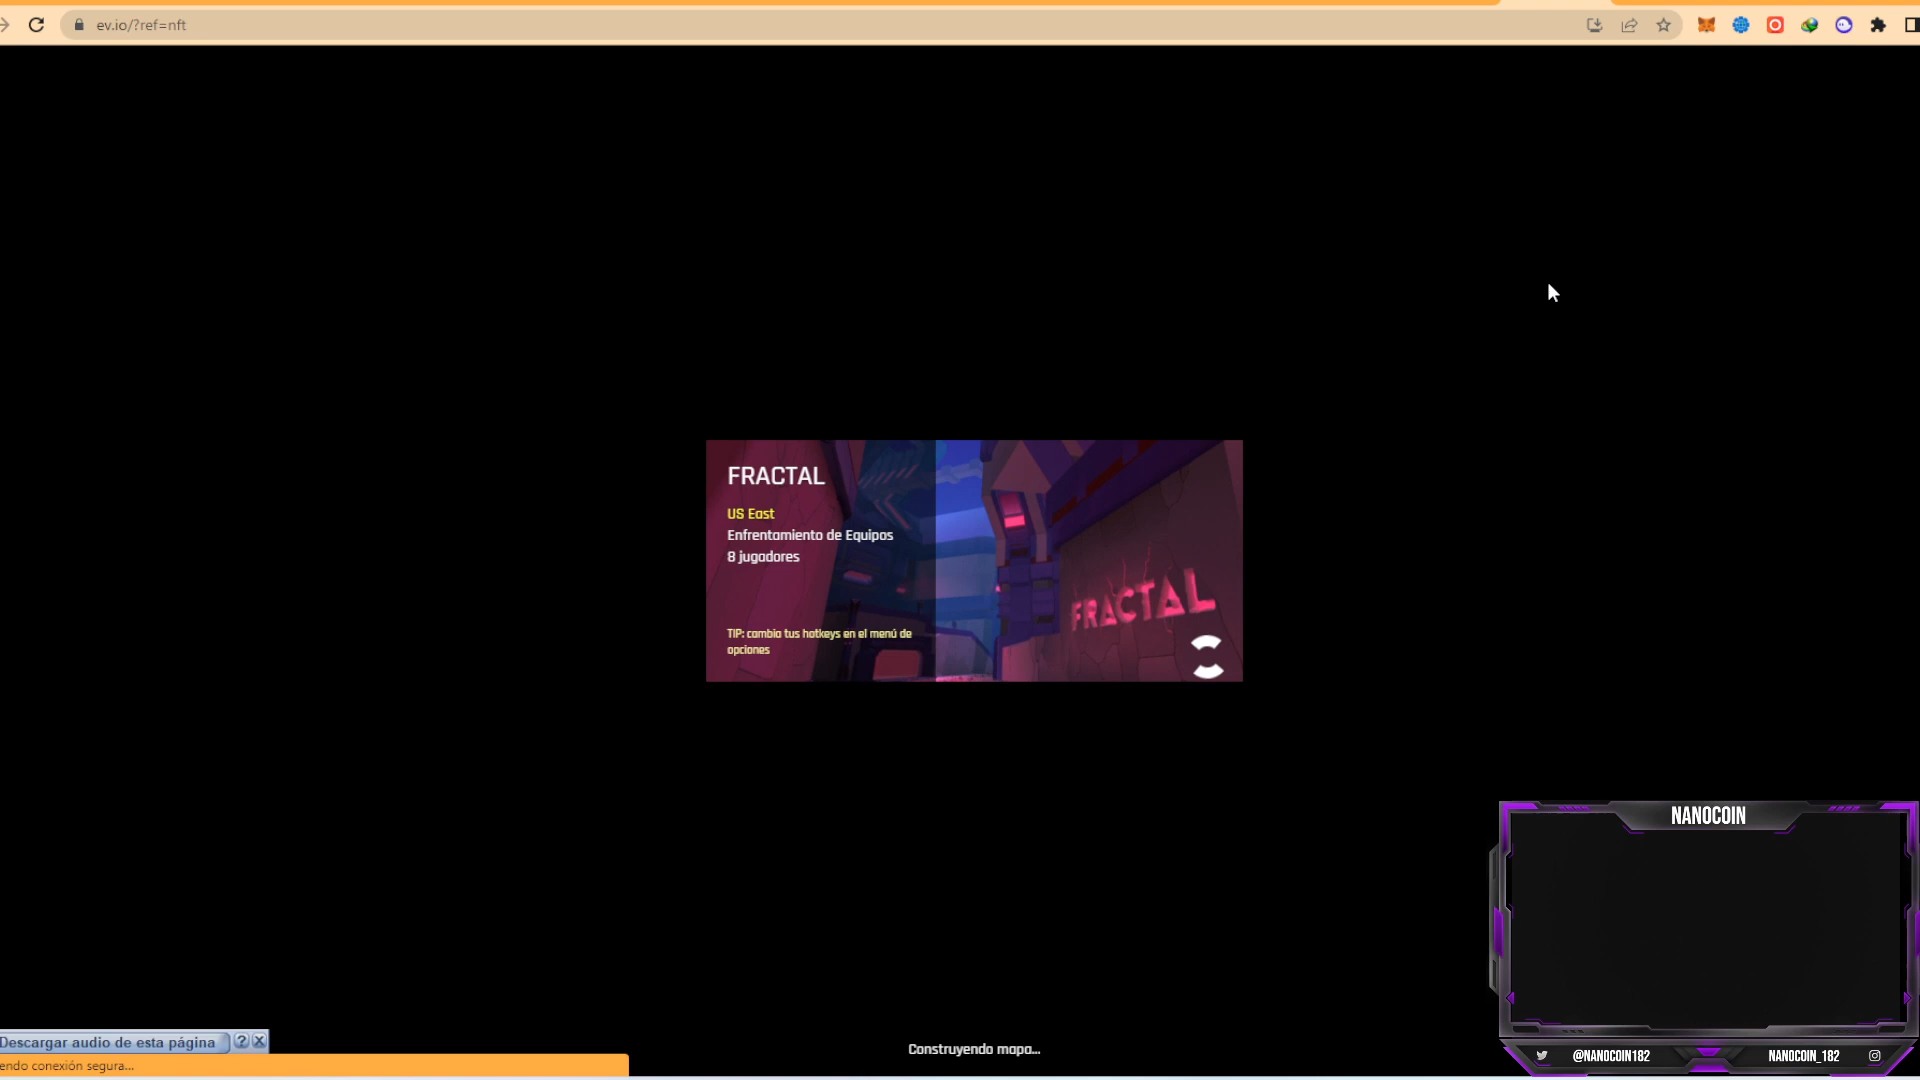 ev.io/?ref=nft
FRACTAL
US East
Enfrentamiento de Equipos
8 jugadores
TIP: cambia tus hotkeys en el menú de
opciones
FRACTAL
NANOCOIN
Descargar audio de esta página
endo conexión segura...
Construyendo mapa...
@NANOCOIN182
NANOCOIN_182